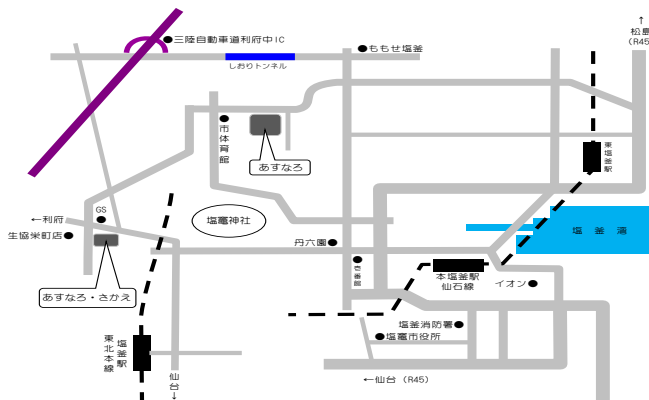 ↑
松島
(R45
●三陸自動車道利府中IC
●ももせ塩釜
しおりトンネル
●市体育館
あすなろ
東塩釜駅
GS
←利府
塩竈神社
生協栄町店●
丹六園●
塩釜湾
本塩釜駅
仙石線
イオン●
あすなろ・さかえ
塩釜消防署●
●塩竈市役所
塩釜駅
東北本線
仙台↓
←仙台（R45）